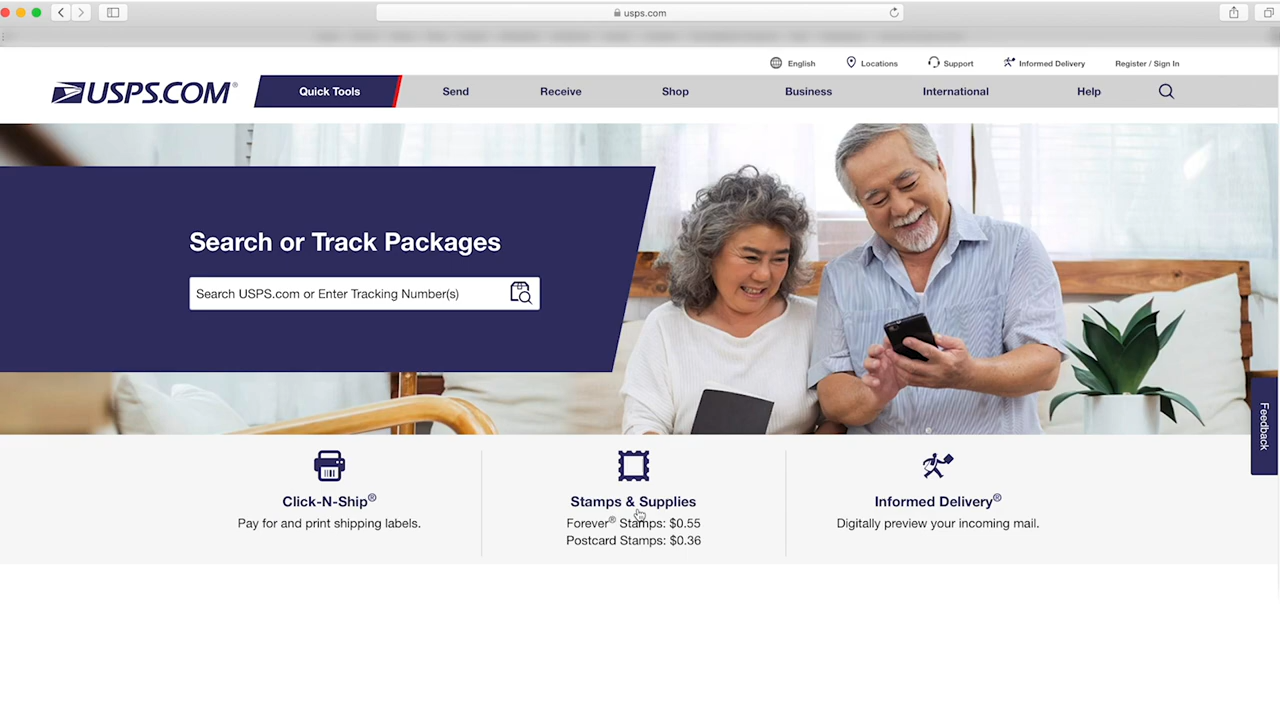 usps.com
English
Locations
Support
Informed Delivery
Register / Sign In
USPS.COM®
Quick Tools
Send
Receive
Shop
Business
International
Help
Search or Track Packages
Search USPS.com or Enter Tracking Number(s)
Feedback
Click-N-Ship®
Pay for and print shipping labels.
Stamps & Supplies
Forever® Stamps: $0.55
Postcard Stamps: $0.36
Informed Delivery®
Digitally preview your incoming mail.